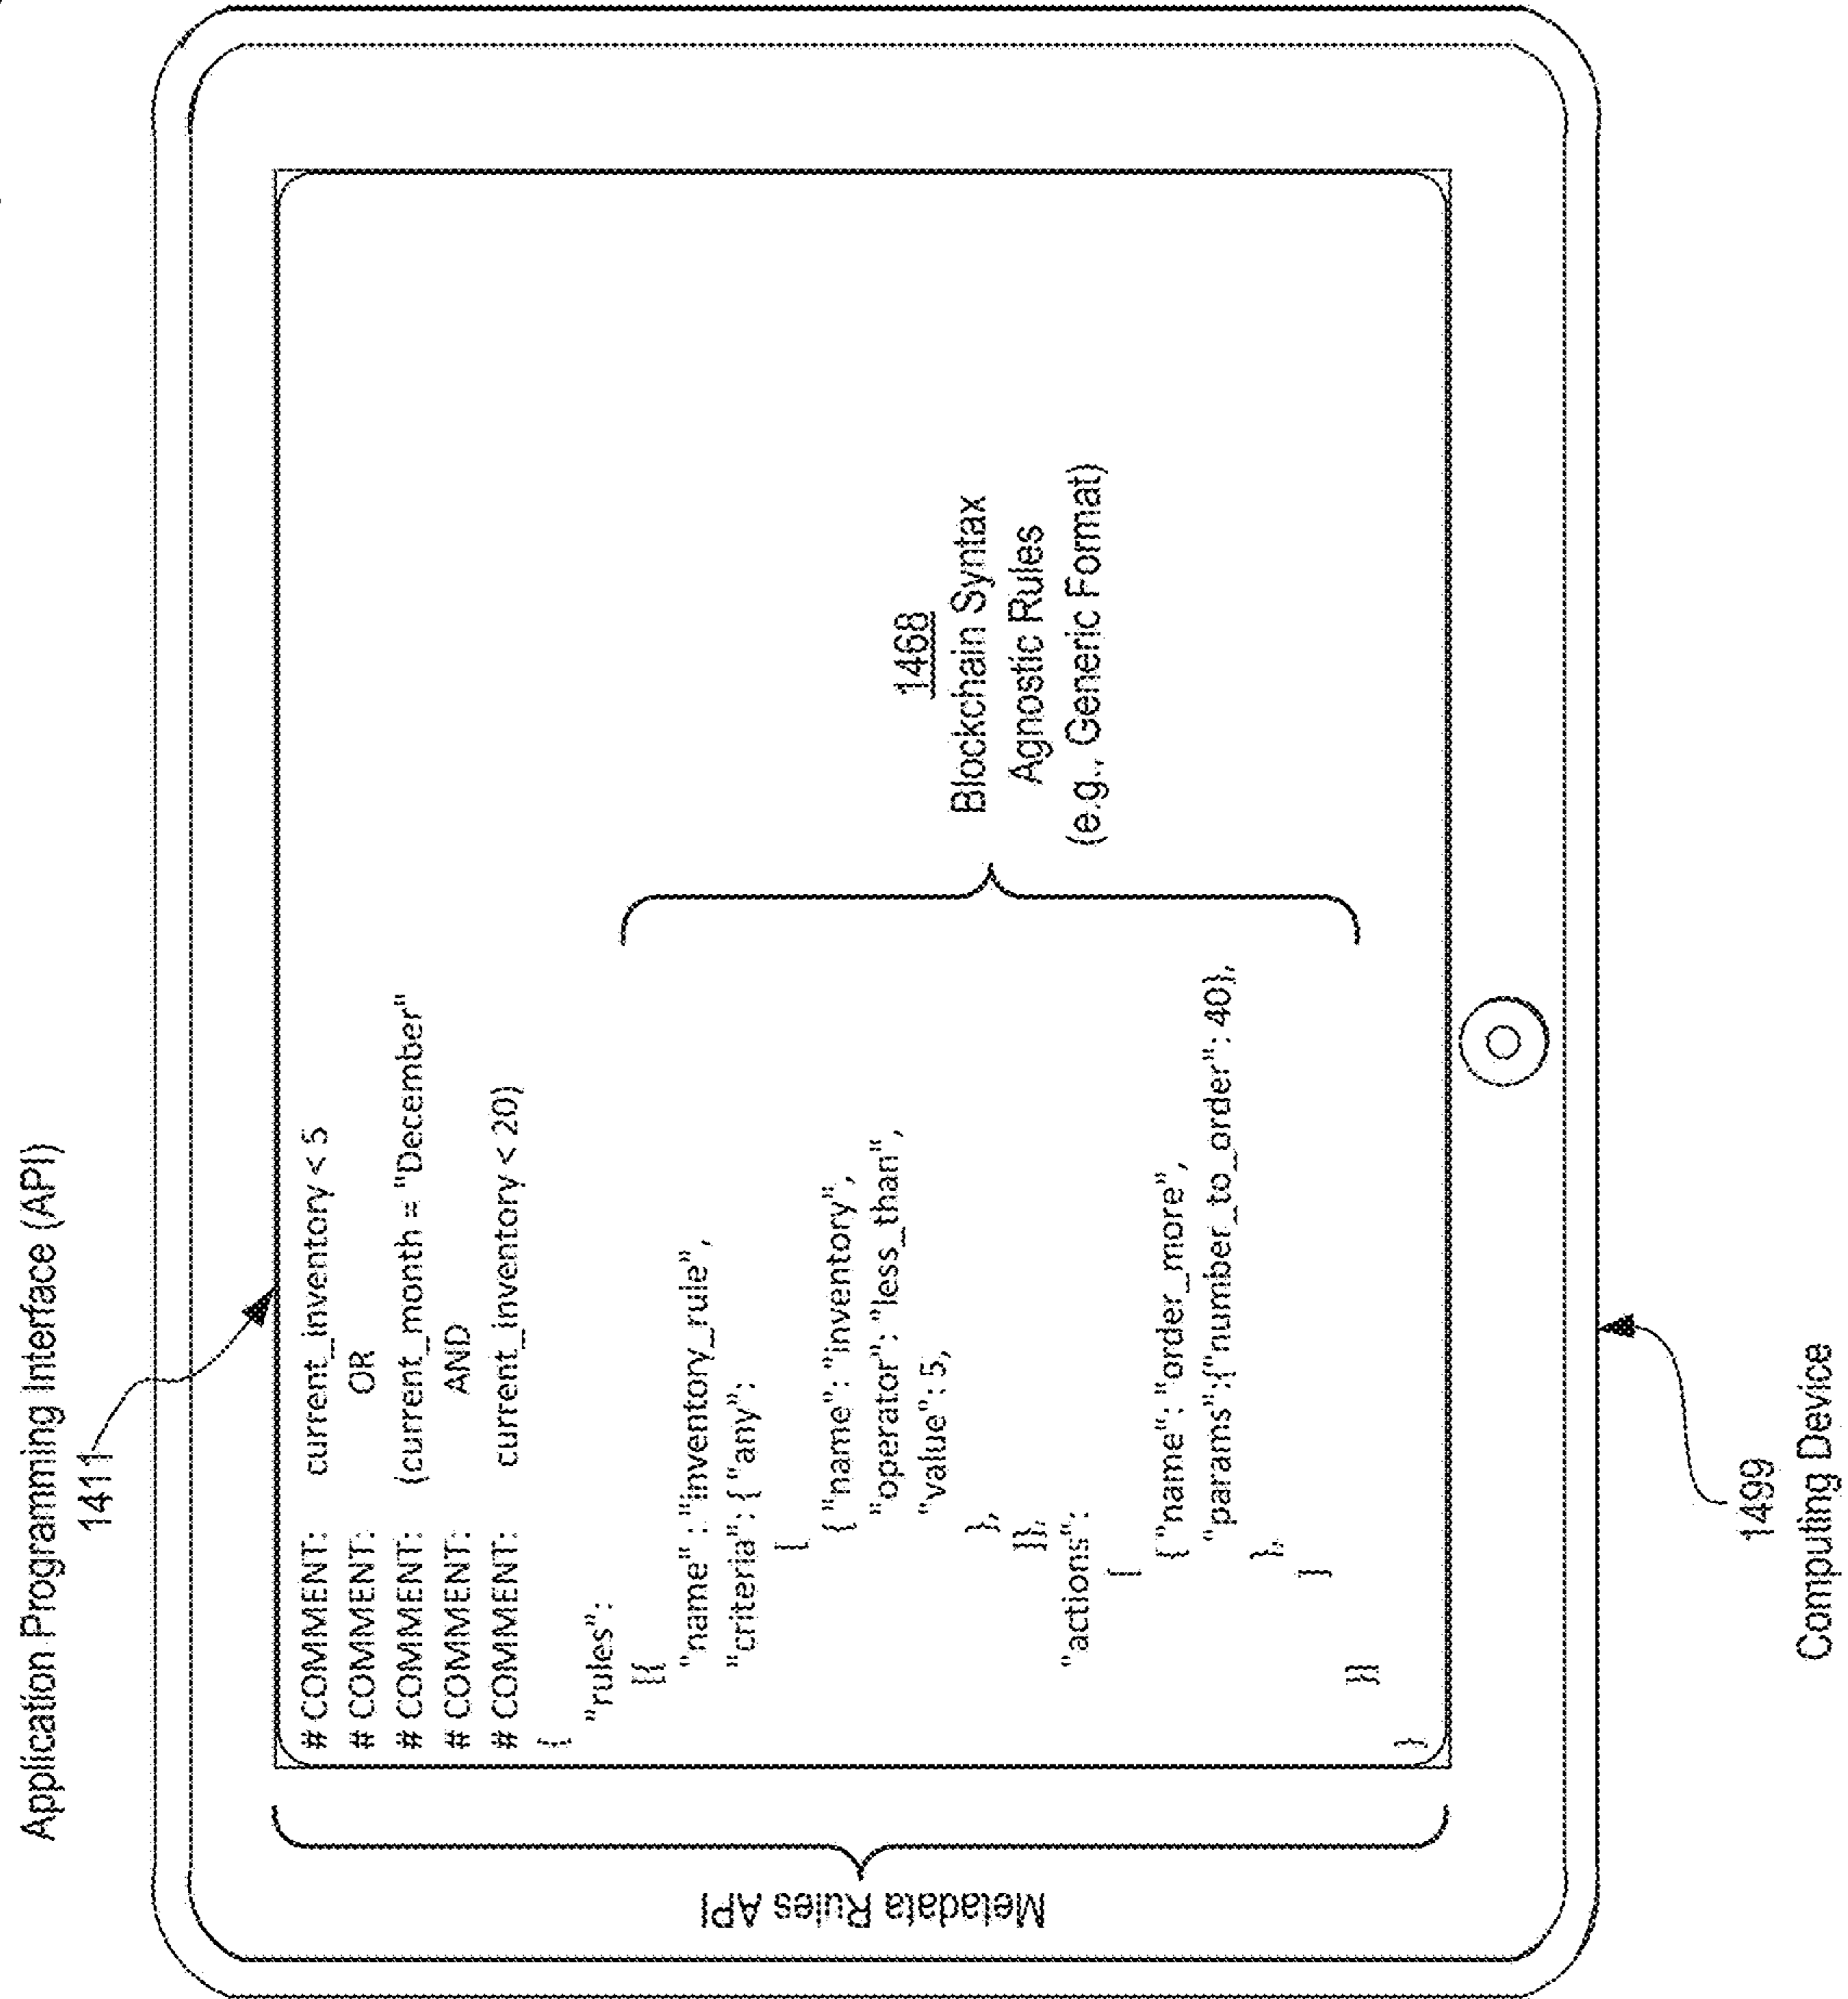 Application Programming Interface (API)
1411
Metadata Rules API
# COMMENT: current_inventory < 5
# COMMENT: OR
# COMMENT: (current_month = "December"
# COMMENT: AND
# COMMENT: current_inventory < 20)
{
"rules":
[{
"name" : "inventory_rule",
"criteria": { "any":
[
{ "name": "inventory",
"operator": "less_than",
"value": 5,
},
]},
"actions":
[
{ "name": "order_more",
"params":{"number_to_order": 40},
},
]
}]
}
1468
Blockchain Syntax
Agnostic Rules
(e.g., Generic Format)
1499
Computing Device